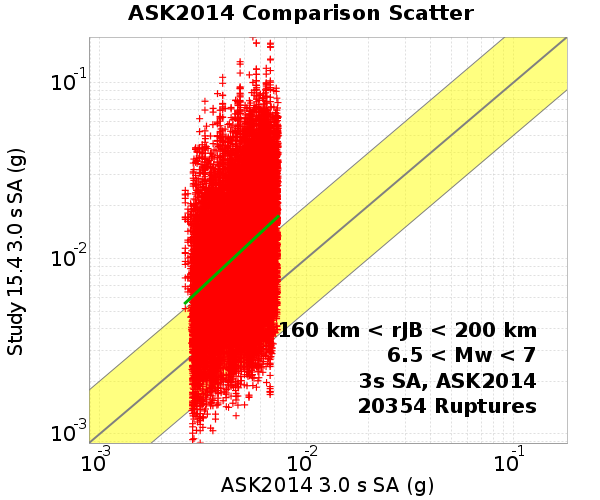 ASK2014 Comparison Scatter
Study 15.4 3.0 s SA (g)
10-1
10-2
10-3
160 km < rJB < 200 km
6.5 < Mw < 7
3s SA, ASK2014
20354 Ruptures
10-3 10-2 10-1
ASK2014 3.0 s SA (g)